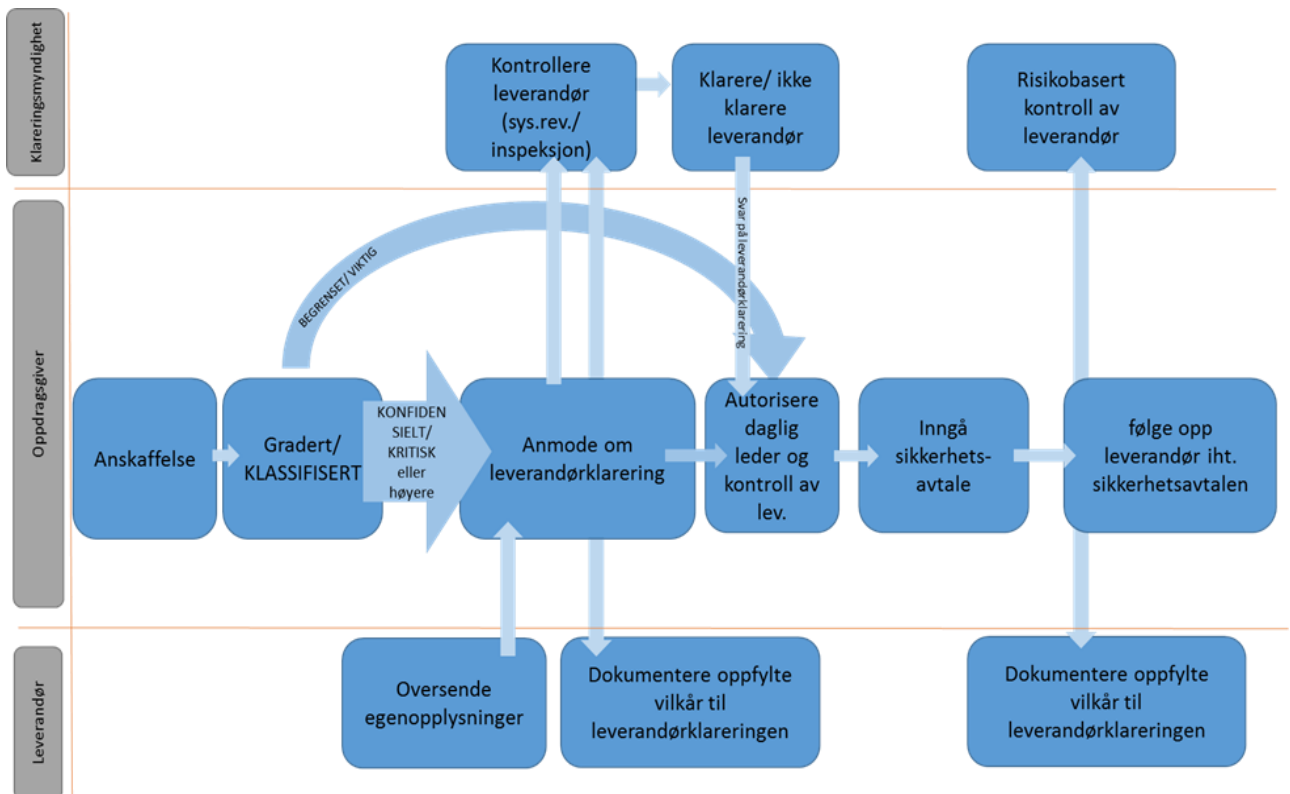 Klareringsmyndighet
Kontrollere
leverandør
(sys.rev./
inspeksjon)
Klarere/ ikke
klarere
leverandør
Risikobasert
kontroll av
leverandør
Oppdragsgiver
BEGRENSET/ VIKTIG
Svar på leverandørklarering
Anskaffelse
Gradert/
KLASSIFISERT
KONFIDEN
SIELT/
KRITISK
eller
høyere
Anmode om
leverandørklarering
Autorisere
daglig
leder og
kontroll av
lev.
Inngå
sikkerhets-
avtale
følge opp
leverandør iht.
sikkerhetsavtalen
Leverandør
Oversende
egenopplysninger
Dokumentere oppfylte
vilkår til
leverandørklareringen
Dokumentere oppfylte
vilkår til
leverandørklareringen